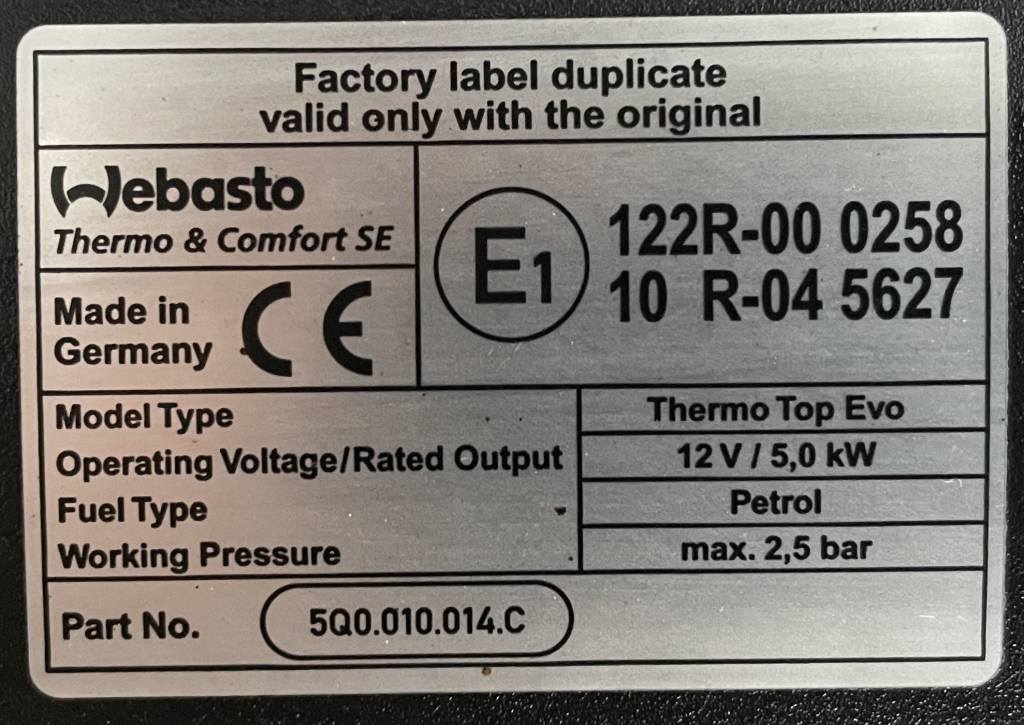 Factory label duplicate
valid only with the original
Webasto
Thermo & Comfort SE
Made in
Germany
CE
E1
122R-00 0258
10 R-04 5627
Model Type
Thermo Top Evo
Operating Voltage/Rated Output
12 V / 5,0 kW
Fuel Type
Petrol
Working Pressure
max. 2,5 bar
Part No.
5Q0.010.014.C